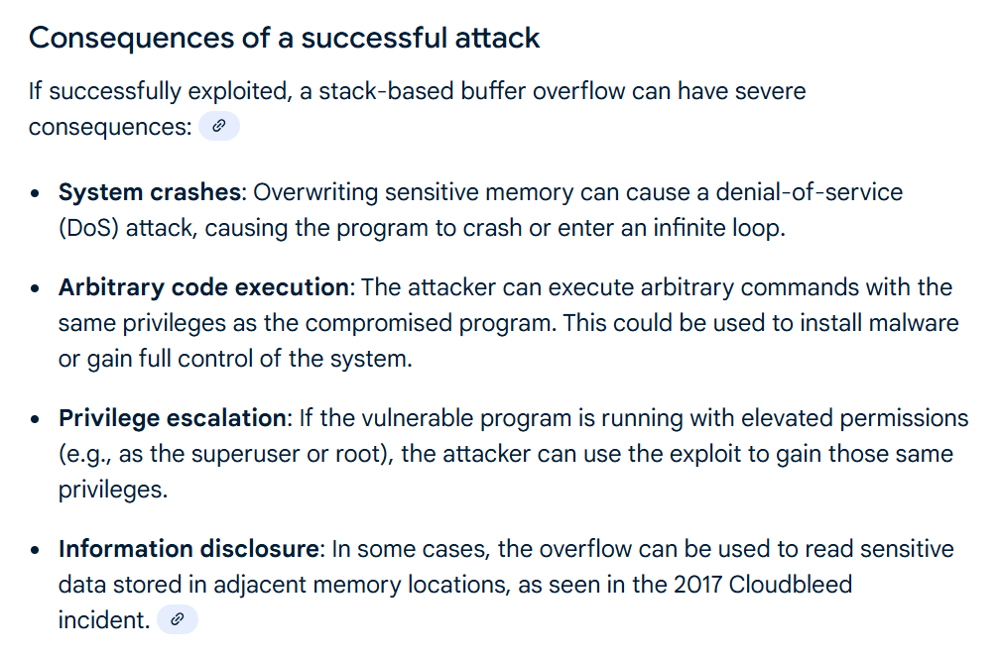 Consequences of a successful attack
If successfully exploited, a stack-based buffer overflow can have severe
consequences:
• System crashes: Overwriting sensitive memory can cause a denial-of-service
(DoS) attack, causing the program to crash or enter an infinite loop.
• Arbitrary code execution: The attacker can execute arbitrary commands with the
same privileges as the compromised program. This could be used to install malware
or gain full control of the system.
• Privilege escalation: If the vulnerable program is running with elevated permissions
(e.g., as the superuser or root), the attacker can use the exploit to gain those same
privileges.
• Information disclosure: In some cases, the overflow can be used to read sensitive
data stored in adjacent memory locations, as seen in the 2017 Cloudbleed
incident.